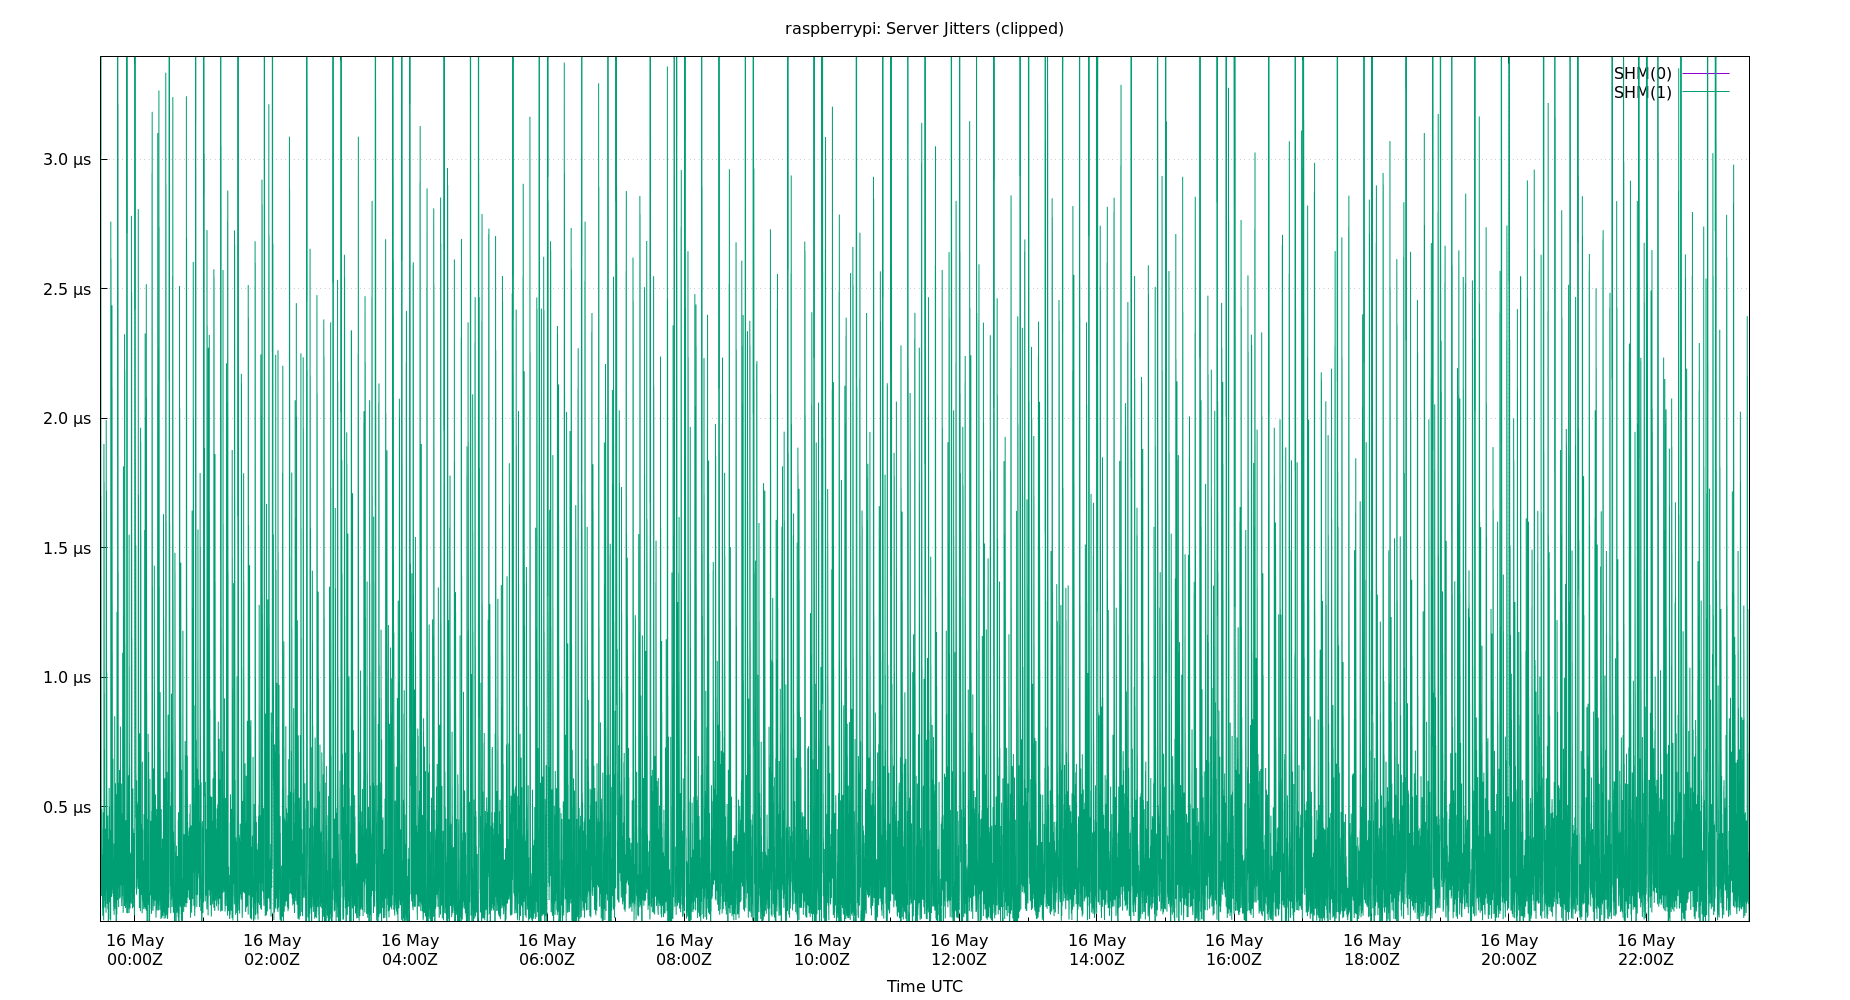 raspberrypi: Server Jitters (clipped)
SHM(0)
SHM(1)
3.0 µs
2.5 µs
2.0 µs
1.5 µs
1.0 µs
0.5 µs
16 May 16 May 16 May 16 May 16 May 16 May 16 May 16 May 16 May 16 May 16 May 16 May
00:00Z 02:00Z 04:00Z 06:00Z 08:00Z 10:00Z 12:00Z 14:00Z 16:00Z 18:00Z 20:00Z 22:00Z
Time UTC